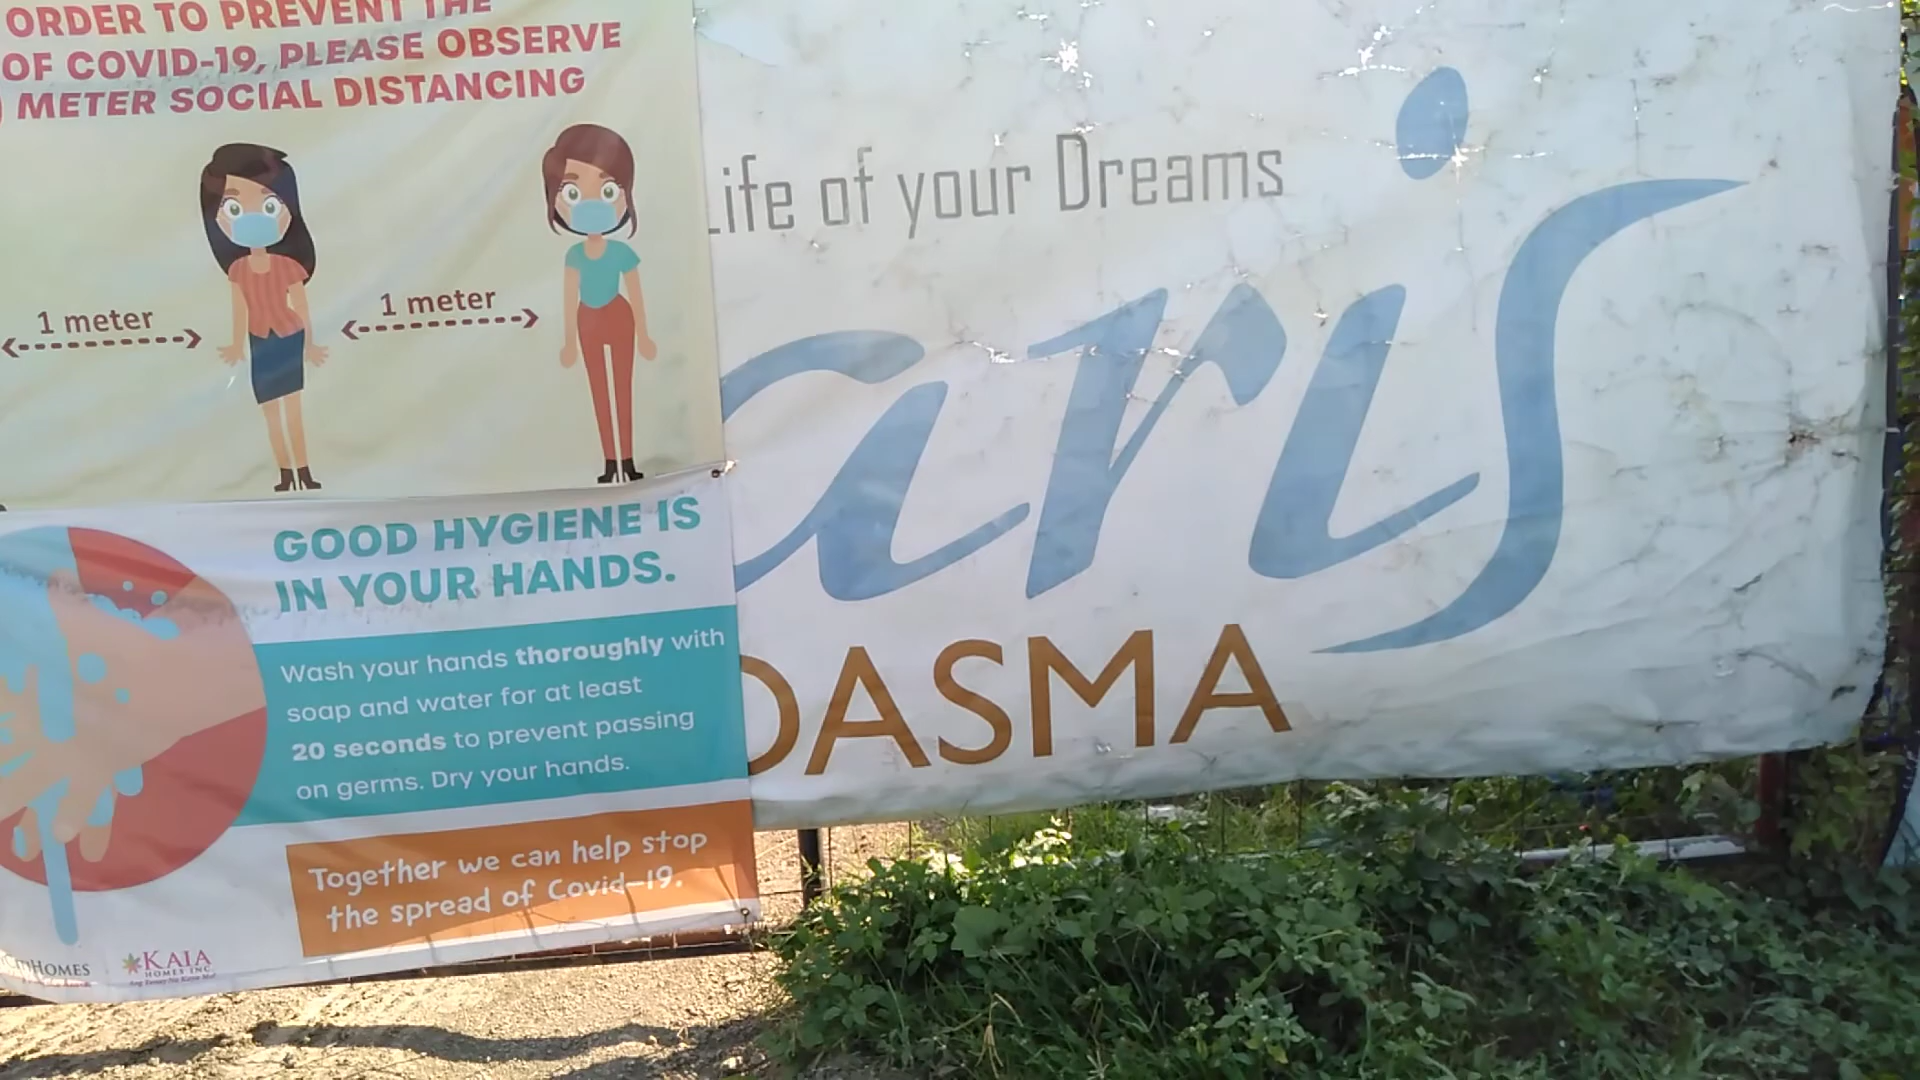 ORDER TO PREVENT THE
OF COVID-19, PLEASE OBSERVE
METER SOCIAL DISTANCING
1 meter
1 meter
GOOD HYGIENE IS
IN YOUR HANDS.
Wash your hands thoroughly with
soap and water for at least
20 seconds to prevent passing
on germs. Dry your hands.
Together we can help stop
the spread of Covid-19.
HOMES
KAIA
HOMES INC.
Life of your Dreams
aris
DASMA